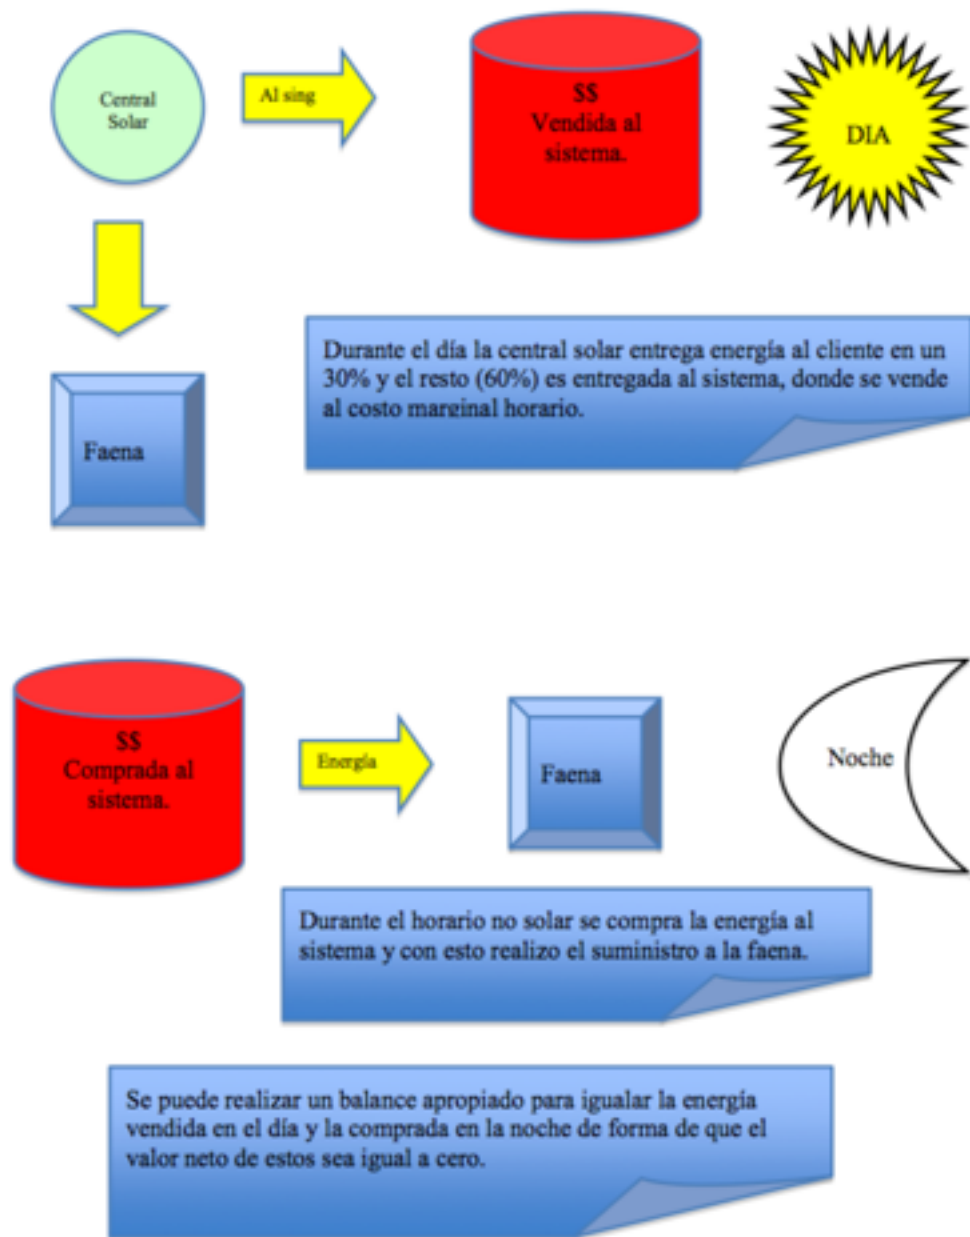 Central
Solar
Al sing
$$
Vendida al
sistema.
DIA
Durante el día la central solar entrega energía al cliente en un
30% y el resto (60%) es entregada al sistema, donde se vende
al costo marginal horario.
Faena
$$
Comprada al
sistema.
Energía
Faena
Noche
Durante el horario no solar se compra la energía al
sistema y con esto realizo el suministro a la faena.
Se puede realizar un balance apropiado para igualar la energía
vendida en el día y la comprada en la noche de forma de que el
valor neto de estos sea igual a cero.